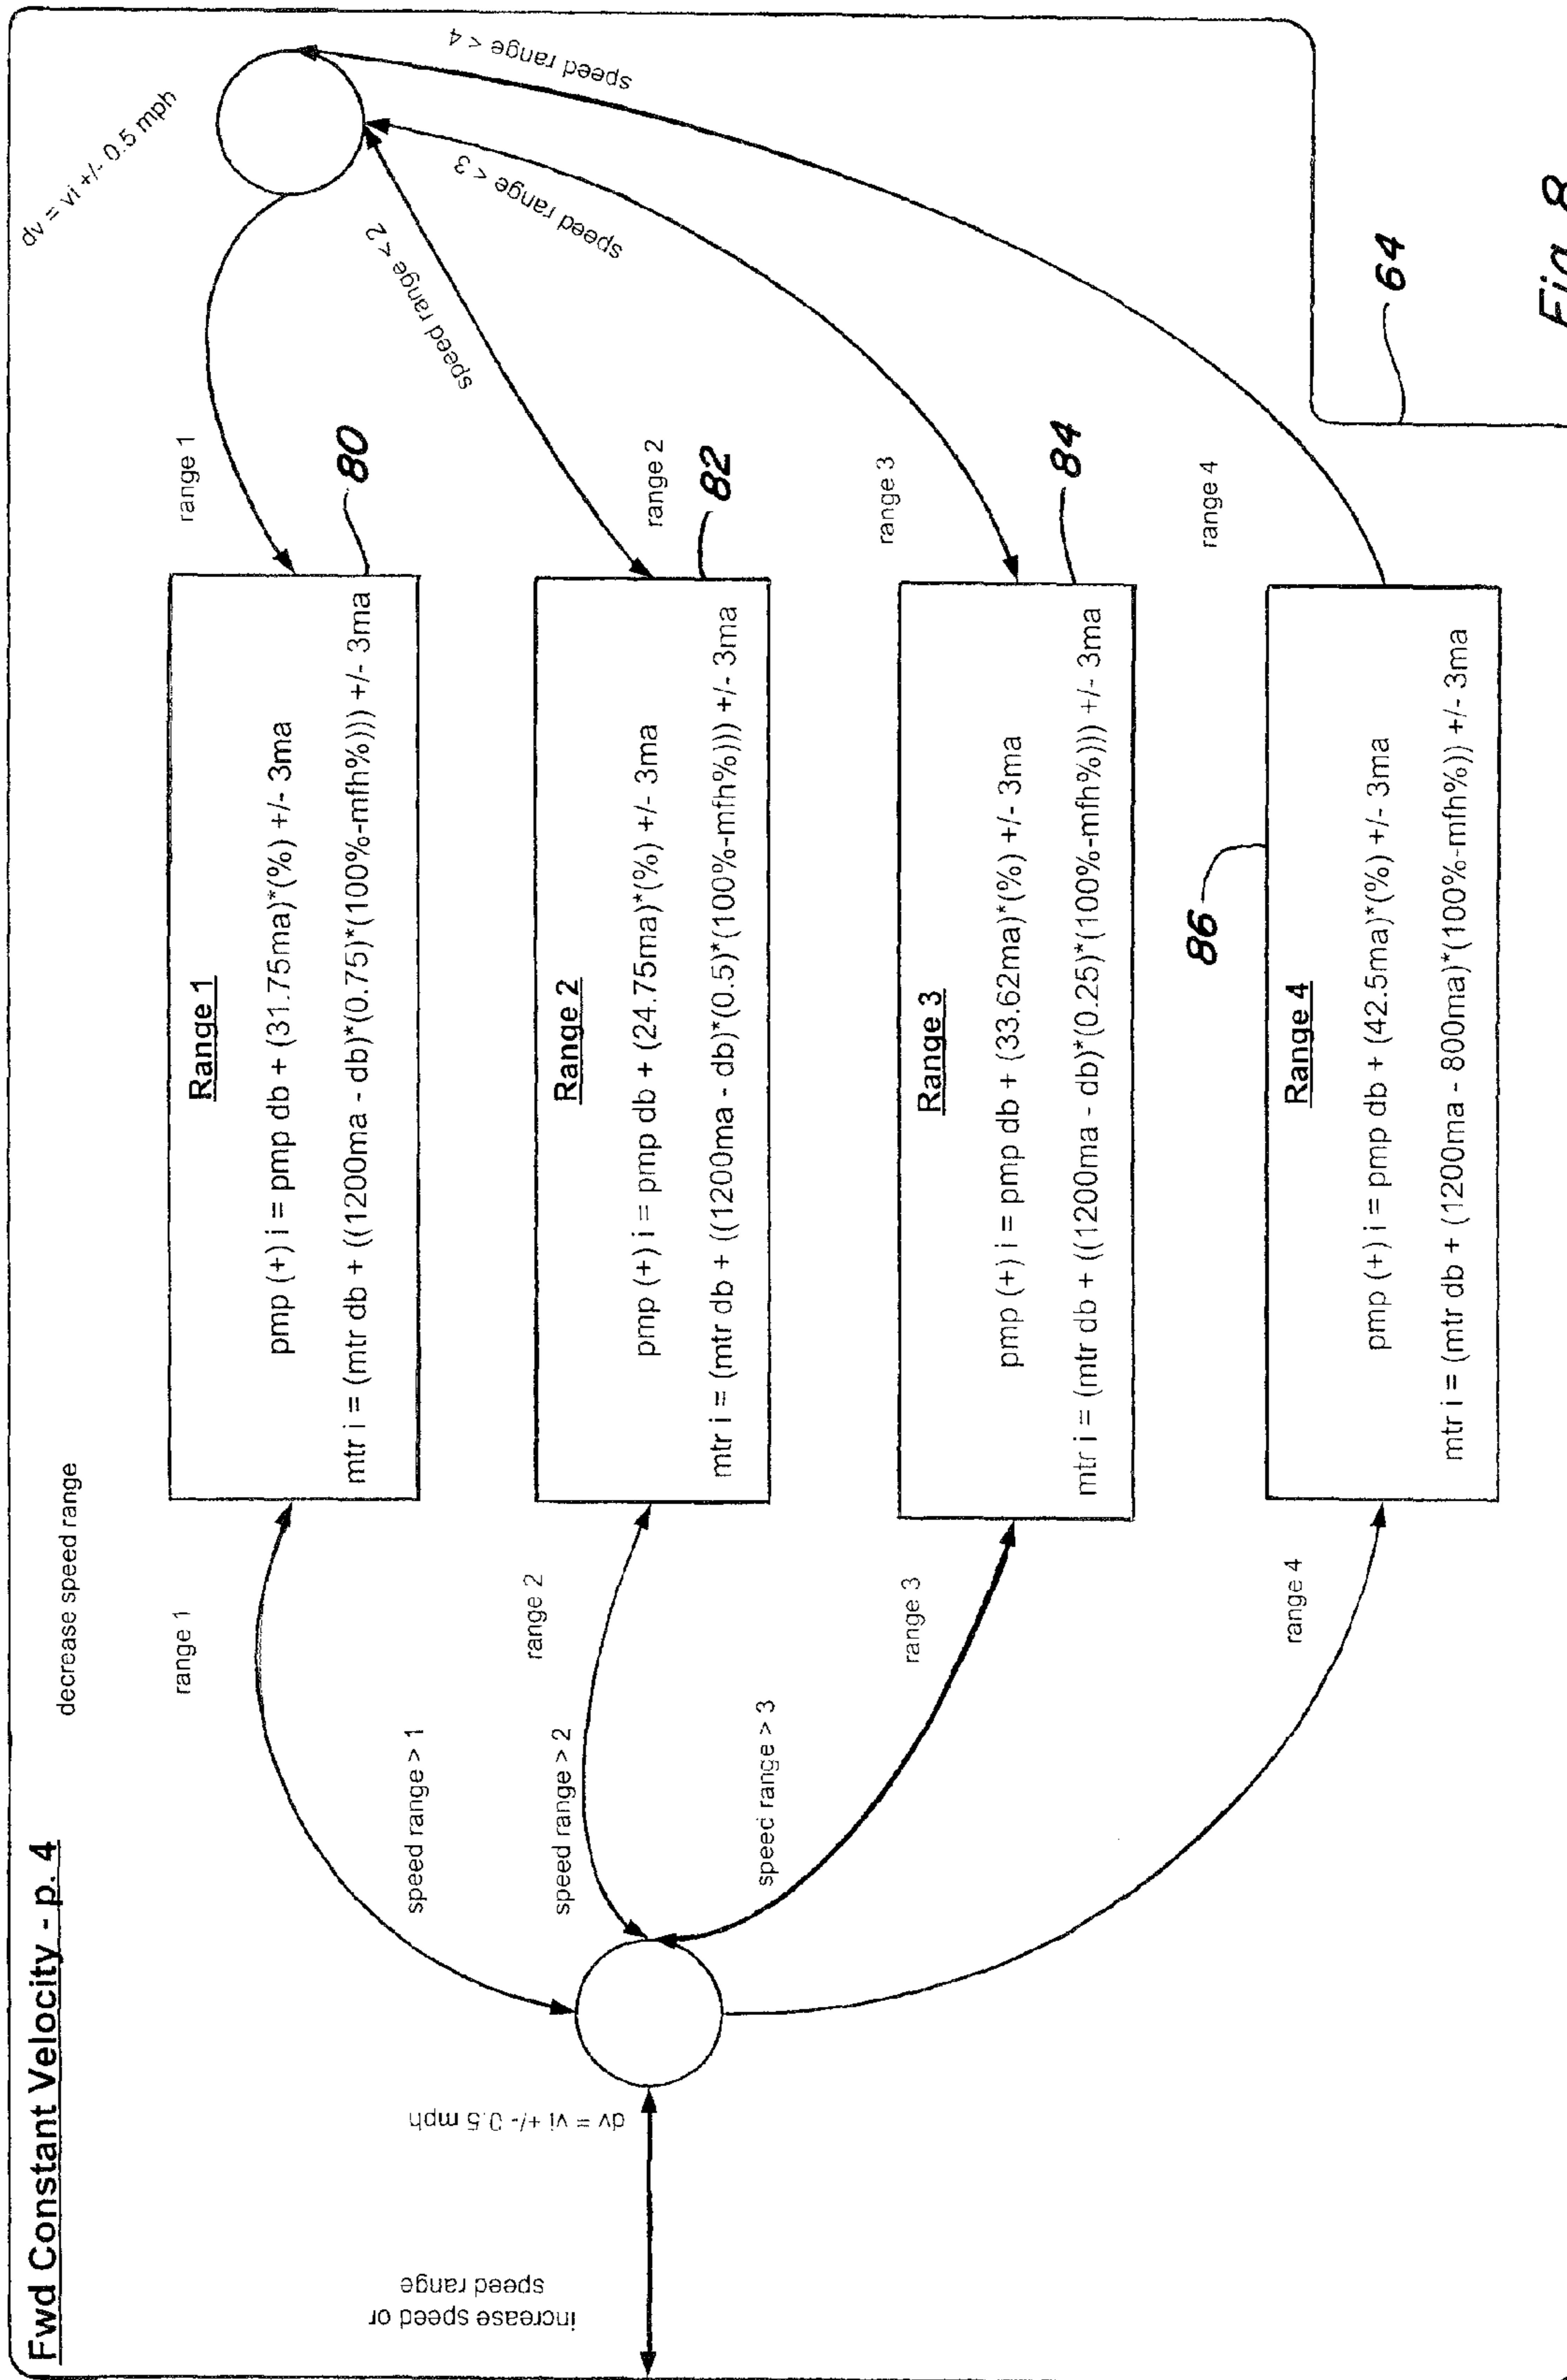 Fwd Constant Velocity - p. 4
decrease speed range
dv = vi +/- 0.5 mph
range 1
range 1
80
Range 1
pmp (+) i = pmp db + (31.75ma)*(%) +/- 3ma
mtr i = (mtr db + ((1200ma - db)*(0.75)*(100%-mfh%))) +/- 3ma
speed range > 1
speed range < 2
range 2
range 2
82
Range 2
pmp (+) i = pmp db + (24.75ma)*(%) +/- 3ma
mtr i = (mtr db + ((1200ma - db)*(0.5)*(100%-mfh%))) +/- 3ma
speed range > 2
speed range < 3
increase speed or
speed range
dv = vi +/- 0.5 mph
speed range > 3
speed range < 4
range 3
range 3
84
Range 3
pmp (+) i = pmp db + (33.62ma)*(%) +/- 3ma
mtr i = (mtr db + ((1200ma - db)*(0.25)*(100%-mfh%))) +/- 3ma
range 4
range 4
86
Range 4
pmp (+) i = pmp db + (42.5ma)*(%) +/- 3ma
mtr i = (mtr db + (1200ma - 800ma)*(100%-mfh%)) +/- 3ma
64
Fig. 8